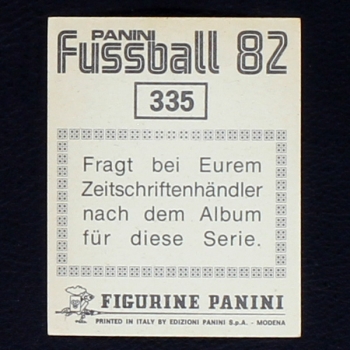 PANINI
Fussball 82
335
Fragt bei Eurem
Zeitschriftenhändler
nach dem Album
für diese Serie.
FIGURINE PANINI
PRINTED IN ITALY BY EDIZIONI PANINI S.p.A. - MODENA